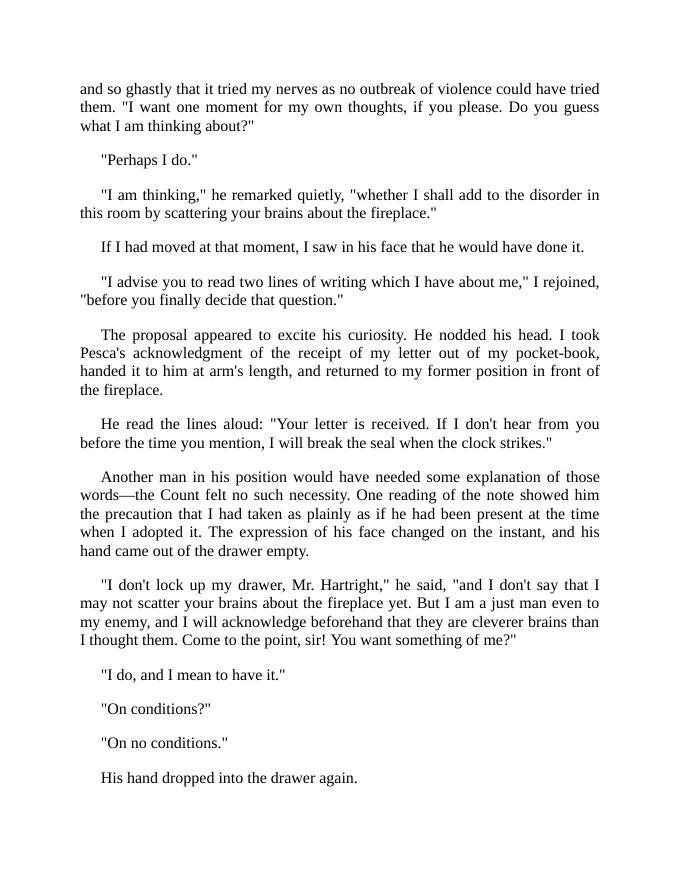 and so ghastly that it tried my nerves as no outbreak of violence could have tried
them. "I want one moment for my own thoughts, if you please. Do you guess
what I am thinking about?"
"Perhaps I do."
"I am thinking," he remarked quietly, "whether I shall add to the disorder in
this room by scattering your brains about the fireplace."
If I had moved at that moment, I saw in his face that he would have done it.
"I advise you to read two lines of writing which I have about me," I rejoined,
"before you finally decide that question."
The proposal appeared to excite his curiosity. He nodded his head. I took
Pesca's acknowledgment of the receipt of my letter out of my pocket-book,
handed it to him at arm's length, and returned to my former position in front of
the fireplace.
He read the lines aloud: "Your letter is received. If I don't hear from you
before the time you mention, I will break the seal when the clock strikes."
Another man in his position would have needed some explanation of those
words—the Count felt no such necessity. One reading of the note showed him
the precaution that I had taken as plainly as if he had been present at the time
when I adopted it. The expression of his face changed on the instant, and his
hand came out of the drawer empty.
"I don't lock up my drawer, Mr. Hartright," he said, "and I don't say that I
may not scatter your brains about the fireplace yet. But I am a just man even to
my enemy, and I will acknowledge beforehand that they are cleverer brains than
I thought them. Come to the point, sir! You want something of me?"
"I do, and I mean to have it."
"On conditions?"
"On no conditions."
His hand dropped into the drawer again.